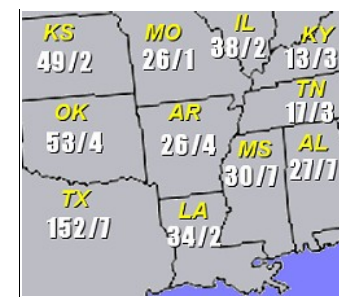 KS
49/2
MO
26/1
IL
38/2
KY
13/3
TN
17/3
OK
53/4
AR
26/4
MS
30/7
AL
27/7
TX
152/7
LA
34/2